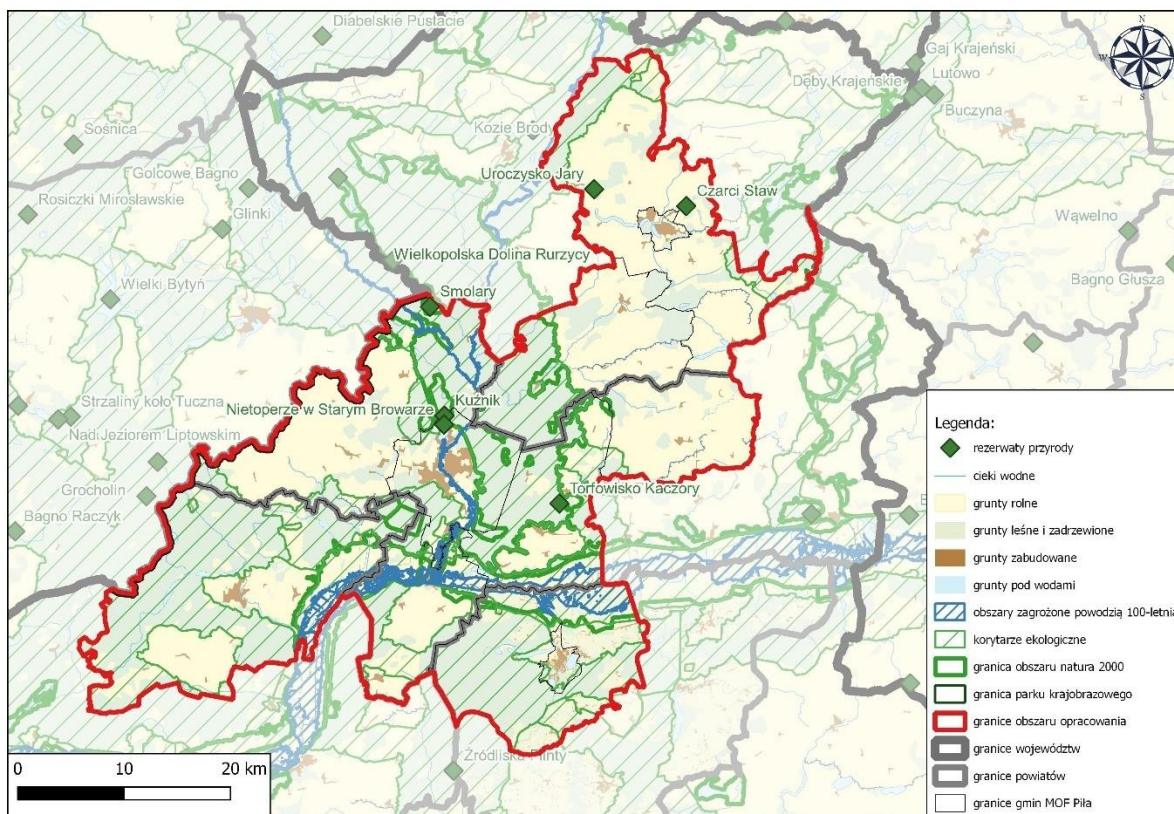 Diabelskie Pustacie
N
W
S
Gaj Krajeński
Dęby Krajeńskie
Lutowo
Buczyna
Sośnica
Kozie Brody
Golcowe Bagno
Uroczysko Jary
Czarci Staw
Rosiczki Mirosławskie
Glinki
Wąwelno
Wielkopolska Dolina Rurzycy
Bagno Głusza
Wielki Bytyń
Smolary
Strzaliny koło Tuczna
Nietoperze w Starym Browarze
Kuźnik
Nad Jeziorem Liptowskim
Grocholin
Torfowisko Kaczory
Bagno Raczyk
Źródliska Flinty
0 10 20 km
Legenda:
rezerwaty przyrody
cieki wodne
grunty rolne
grunty leśne i zadrzewione
grunty zabudowane
grunty pod wodami
obszary zagrożone powodzią 100-letnia
korytarze ekologiczne
granica obszaru natura 2000
granica parku krajobrazowego
granice obszaru opracowania
granice województw
granice powiatów
granice gmin MOF Piła